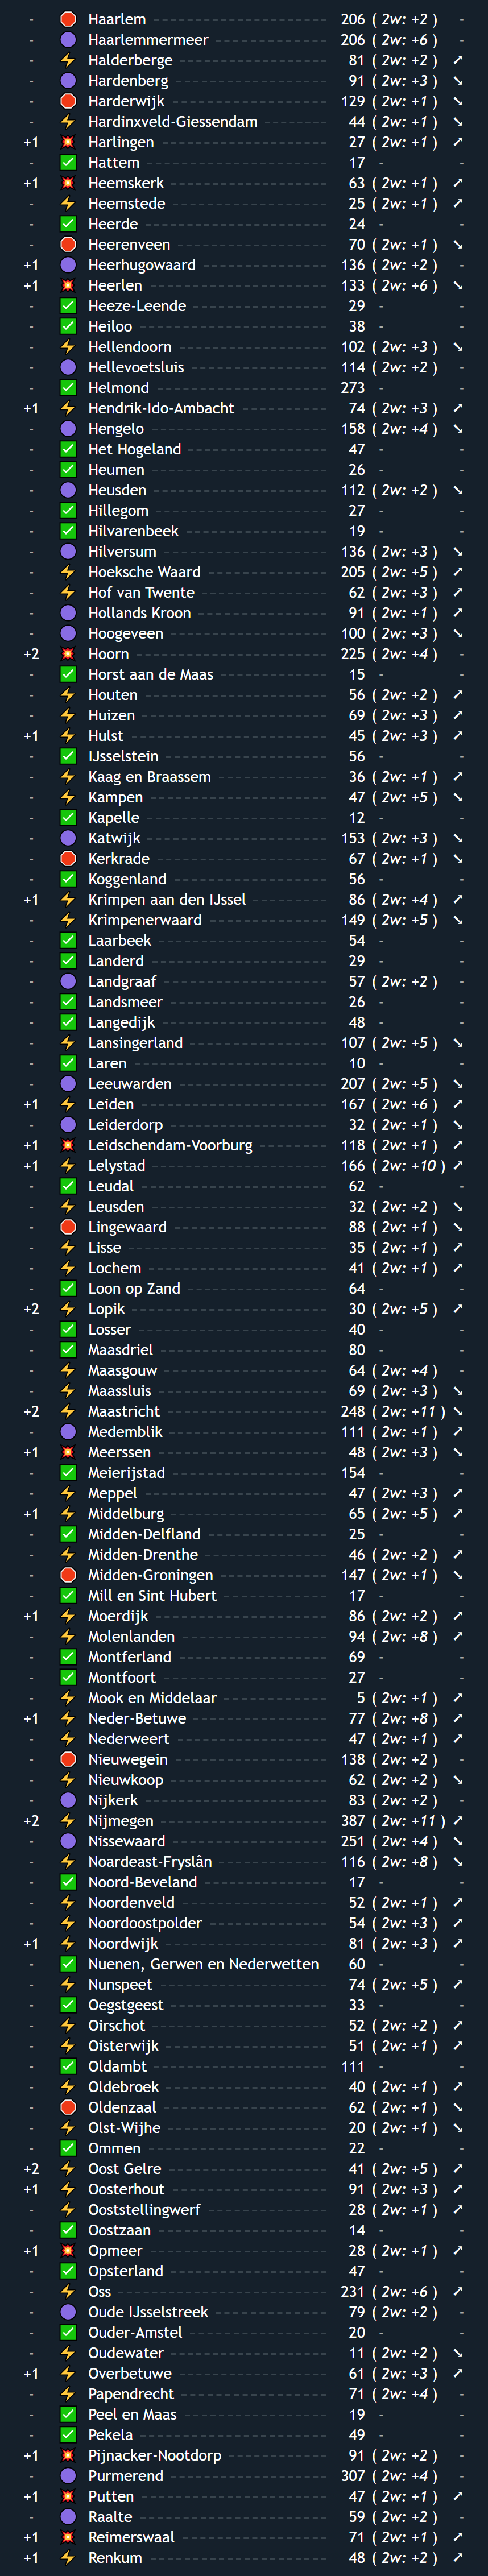 - 🛑 Haarlem 206 ( 2w: +2 ) -
- 🟣 Haarlemmermeer 206 ( 2w: +6 ) -
- ⚡ Halderberge 81 ( 2w: +2 ) ➚
- 🟣 Hardenberg 91 ( 2w: +3 ) ➘
- 🛑 Harderwijk 129 ( 2w: +1 ) ➘
- ⚡ Hardinxveld-Giessendam 44 ( 2w: +1 ) ➘
+1 💥 Harlingen 27 ( 2w: +1 ) ➚
- ✅ Hattem 17 - -
+1 💥 Heemskerk 63 ( 2w: +1 ) ➚
- ⚡ Heemstede 25 ( 2w: +1 ) ➚
- ✅ Heerde 24 - -
- 🛑 Heerenveen 70 ( 2w: +1 ) ➘
+1 🟣 Heerhugowaard 136 ( 2w: +2 ) -
+1 💥 Heerlen 133 ( 2w: +6 ) ➘
- ✅ Heeze-Leende 29 - -
- ✅ Heiloo 38 - -
- ⚡ Hellendoorn 102 ( 2w: +3 ) ➘
- 🟣 Hellevoetsluis 114 ( 2w: +2 ) -
- ✅ Helmond 273 - -
+1 ⚡ Hendrik-Ido-Ambacht 74 ( 2w: +3 ) ➚
- 🟣 Hengelo 158 ( 2w: +4 ) ➘
- ✅ Het Hogeland 47 - -
- ✅ Heumen 26 - -
- 🟣 Heusden 112 ( 2w: +2 ) ➘
- ✅ Hillegom 27 - -
- ✅ Hilvarenbeek 19 - -
- 🟣 Hilversum 136 ( 2w: +3 ) ➘
- ⚡ Hoeksche Waard 205 ( 2w: +5 ) ➚
- ⚡ Hof van Twente 62 ( 2w: +3 ) ➚
- 🟣 Hollands Kroon 91 ( 2w: +1 ) ➚
- 🟣 Hoogeveen 100 ( 2w: +3 ) ➘
+2 💥 Hoorn 225 ( 2w: +4 ) -
- ✅ Horst aan de Maas 15 - -
- ⚡ Houten 56 ( 2w: +2 ) ➚
- ⚡ Huizen 69 ( 2w: +3 ) ➚
+1 ⚡ Hulst 45 ( 2w: +3 ) ➚
- ✅ IJsselstein 56 - -
- ⚡ Kaag en Braassem 36 ( 2w: +1 ) ➚
- ⚡ Kampen 47 ( 2w: +5 ) ➘
- ✅ Kapelle 12 - -
- 🟣 Katwijk 153 ( 2w: +3 ) ➘
- 🛑 Kerkrade 67 ( 2w: +1 ) ➘
- ✅ Koggenland 56 - -
+1 ⚡ Krimpen aan den IJssel 86 ( 2w: +4 ) ➚
- ⚡ Krimpenerwaard 149 ( 2w: +5 ) ➘
- ✅ Laarbeek 54 - -
- ✅ Landerd 29 - -
- 🟣 Landgraaf 57 ( 2w: +2 ) -
- ✅ Landsmeer 26 - -
- ✅ Langedijk 48 - -
- ⚡ Lansingerland 107 ( 2w: +5 ) ➘
- ✅ Laren 10 - -
- 🟣 Leeuwarden 207 ( 2w: +5 ) ➘
+1 ⚡ Leiden 167 ( 2w: +6 ) ➚
- 🟣 Leiderdorp 32 ( 2w: +1 ) ➘
+1 💥 Leidschendam-Voorburg 118 ( 2w: +1 ) ➚
+1 ⚡ Lelystad 166 ( 2w: +10 ) ➚
- ✅ Leudal 62 - -
- ⚡ Leusden 32 ( 2w: +2 ) ➘
- 🛑 Lingewaard 88 ( 2w: +1 ) ➘
- ⚡ Lisse 35 ( 2w: +1 ) ➚
- ⚡ Lochem 41 ( 2w: +1 ) ➚
- ✅ Loon op Zand 64 - -
+2 ⚡ Lopik 30 ( 2w: +5 ) ➚
- ✅ Losser 40 - -
- ✅ Maasdriel 80 - -
- ⚡ Maasgouw 64 ( 2w: +4 ) -
- ⚡ Maassluis 69 ( 2w: +3 ) ➘
+2 ⚡ Maastricht 248 ( 2w: +11 ) ➘
- 🟣 Medemblik 111 ( 2w: +1 ) ➚
+1 💥 Meerssen 48 ( 2w: +3 ) ➘
- ✅ Meierijstad 154 - -
- ⚡ Meppel 47 ( 2w: +3 ) ➚
+1 ⚡ Middelburg 65 ( 2w: +5 ) ➚
- ✅ Midden-Delfland 25 - -
- ⚡ Midden-Drenthe 46 ( 2w: +2 ) ➚
- 🛑 Midden-Groningen 147 ( 2w: +1 ) ➘
- ✅ Mill en Sint Hubert 17 - -
+1 ⚡ Moerdijk 86 ( 2w: +2 ) ➚
- ⚡ Molenlanden 94 ( 2w: +8 ) ➚
- ✅ Montferland 69 - -
- ✅ Montfoort 27 - -
- ⚡ Mook en Middelaar 5 ( 2w: +1 ) ➚
+1 ⚡ Neder-Betuwe 77 ( 2w: +8 ) ➚
- ⚡ Nederweert 47 ( 2w: +1 ) ➚
- 🛑 Nieuwegein 138 ( 2w: +2 ) -
- ⚡ Nieuwkoop 62 ( 2w: +2 ) ➘
- 🟣 Nijkerk 83 ( 2w: +2 ) -
+2 ⚡ Nijmegen 387 ( 2w: +11 ) ➚
- 🟣 Nissewaard 251 ( 2w: +4 ) ➘
- ⚡ Noardeast-Fryslân 116 ( 2w: +8 ) ➘
- ✅ Noord-Beveland 17 - -
- ⚡ Noordenveld 52 ( 2w: +1 ) ➚
- ⚡ Noordoostpolder 54 ( 2w: +3 ) ➚
+1 ⚡ Noordwijk 81 ( 2w: +3 ) ➚
- ✅ Nuenen, Gerwen en Nederwetten 60 - -
- ⚡ Nunspeet 74 ( 2w: +5 ) ➚
- ✅ Oegstgeest 33 - -
- ⚡ Oirschot 52 ( 2w: +2 ) ➚
- ⚡ Oisterwijk 51 ( 2w: +1 ) ➚
- ✅ Oldambt 111 - -
- ⚡ Oldebroek 40 ( 2w: +1 ) ➚
- 🛑 Oldenzaal 62 ( 2w: +1 ) ➘
- ⚡ Olst-Wijhe 20 ( 2w: +1 ) ➘
- ✅ Ommen 22 - -
+2 ⚡ Oost Gelre 41 ( 2w: +5 ) ➚
+1 ⚡ Oosterhout 91 ( 2w: +3 ) ➚
- ⚡ Ooststellingwerf 28 ( 2w: +1 ) ➚
- ✅ Oostzaan 14 - -
+1 💥 Opmeer 28 ( 2w: +1 ) ➚
- ✅ Opsterland 47 - -
- ⚡ Oss 231 ( 2w: +6 ) ➚
- 🟣 Oude IJsselstreek 79 ( 2w: +2 ) -
- ✅ Ouder-Amstel 20 - -
- ⚡ Oudewater 11 ( 2w: +2 ) ➘
+1 ⚡ Overbetuwe 61 ( 2w: +3 ) ➚
- ⚡ Papendrecht 71 ( 2w: +4 ) -
- ✅ Peel en Maas 19 - -
- ✅ Pekela 49 - -
+1 💥 Pijnacker-Nootdorp 91 ( 2w: +2 ) -
- 🟣 Purmerend 307 ( 2w: +4 ) -
+1 💥 Putten 47 ( 2w: +1 ) ➚
- 🟣 Raalte 59 ( 2w: +2 ) -
+1 💥 Reimerswaal 71 ( 2w: +1 ) ➚
+1 ⚡ Renkum 48 ( 2w: +2 ) ➚